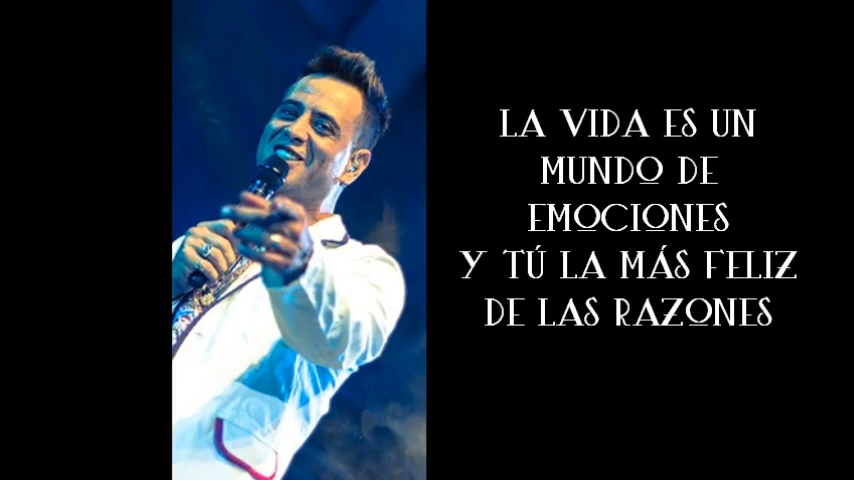 LA VIDA ES UN
MUNDO DE
EMOCIONES
Y TÚ LA MÁS FELIZ
DE LAS RAZONES